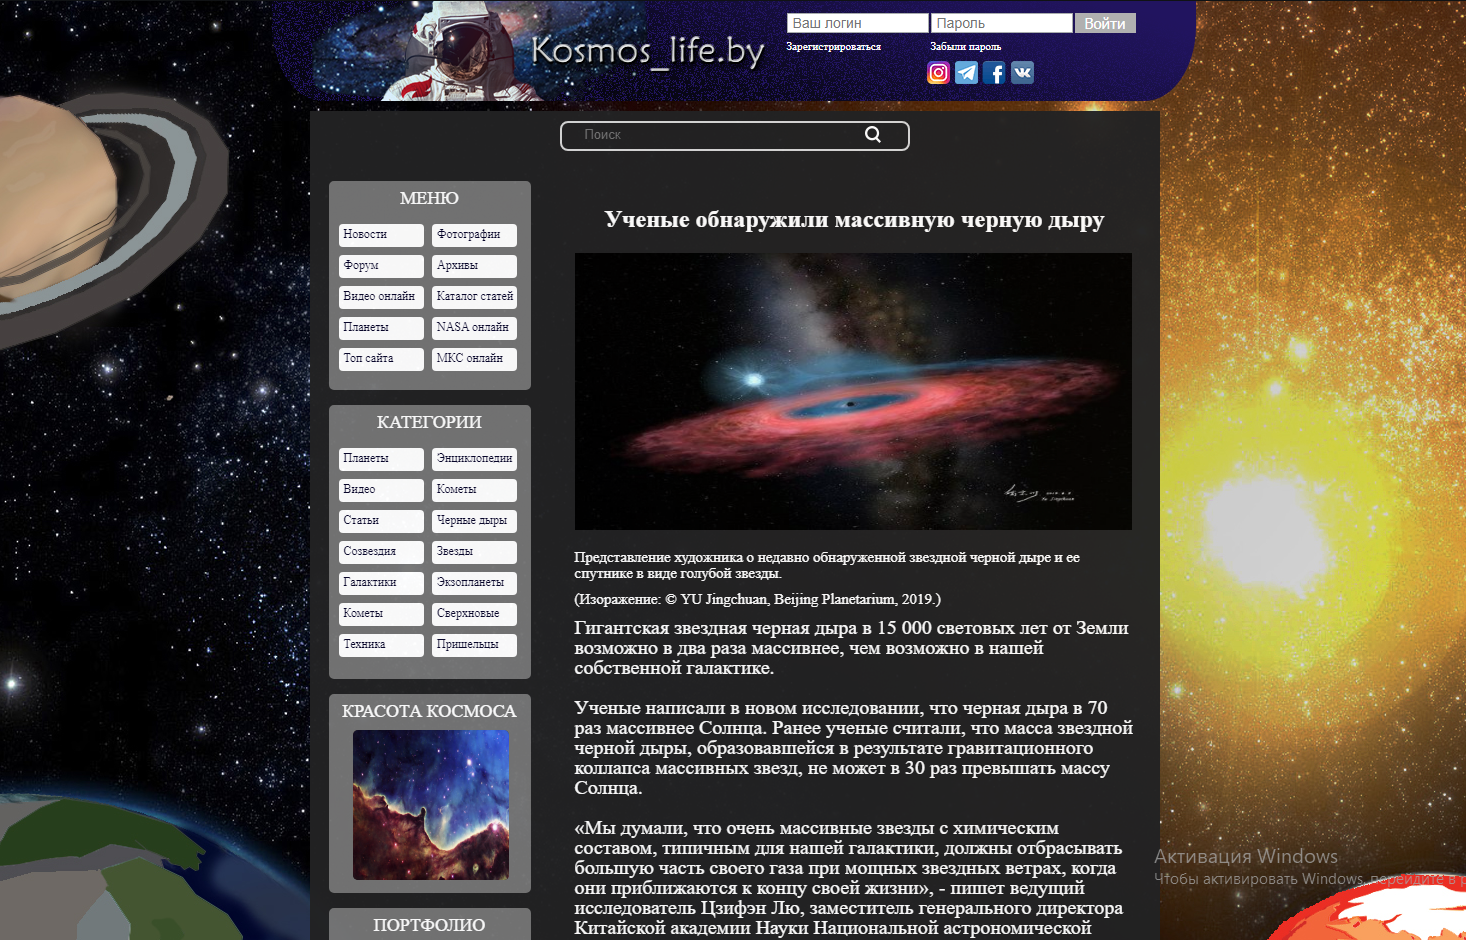 Kosmos_life.by
Ваш логин
Пароль
Войти
Зарегистрироваться
Забыли пароль
Поиск
МЕНЮ
Новости
Фотографии
Форум
Архивы
Видео онлайн
Каталог статей
Планеты
NASA онлайн
Топ сайта
МКС онлайн
КАТЕГОРИИ
Планеты
Энциклопедии
Видео
Кометы
Статьи
Черные дыры
Созвездия
Звезды
Галактики
Экзопланеты
Кометы
Сверхновые
Техника
Пришельцы
КРАСОТА КОСМОСА
ПОРТФОЛИО
Ученые обнаружили массивную черную дыру
Yu Jingchuan
Представление художника о недавно обнаруженной звездной черной дыре и ее
спутнике в виде голубой звезды.
(Изоражение: © YU Jingchuan, Beijing Planetarium, 2019.)
Гигантская звездная черная дыра в 15 000 световых лет от Земли
возможно в два раза массивнее, чем возможно в нашей
собственной галактике.
Ученые написали в новом исследовании, что черная дыра в 70
раз массивнее Солнца. Ранее ученые считали, что масса звездной
черной дыры, образовавшейся в результате гравитационного
коллапса массивных звезд, не может в 30 раз превышать массу
Солнца.
«Мы думали, что очень массивные звезды с химическим
составом, типичным для нашей галактики, должны отбрасывать
большую часть своего газа при мощных звездных ветрах, когда
они приближаются к концу своей жизни», - пишет ведущий
исследователь Цзифэн Лю, заместитель генерального директора
Китайской академии Науки Национальной астрономической
Активация Windows
Чтобы активировать Windows, перейдите в р